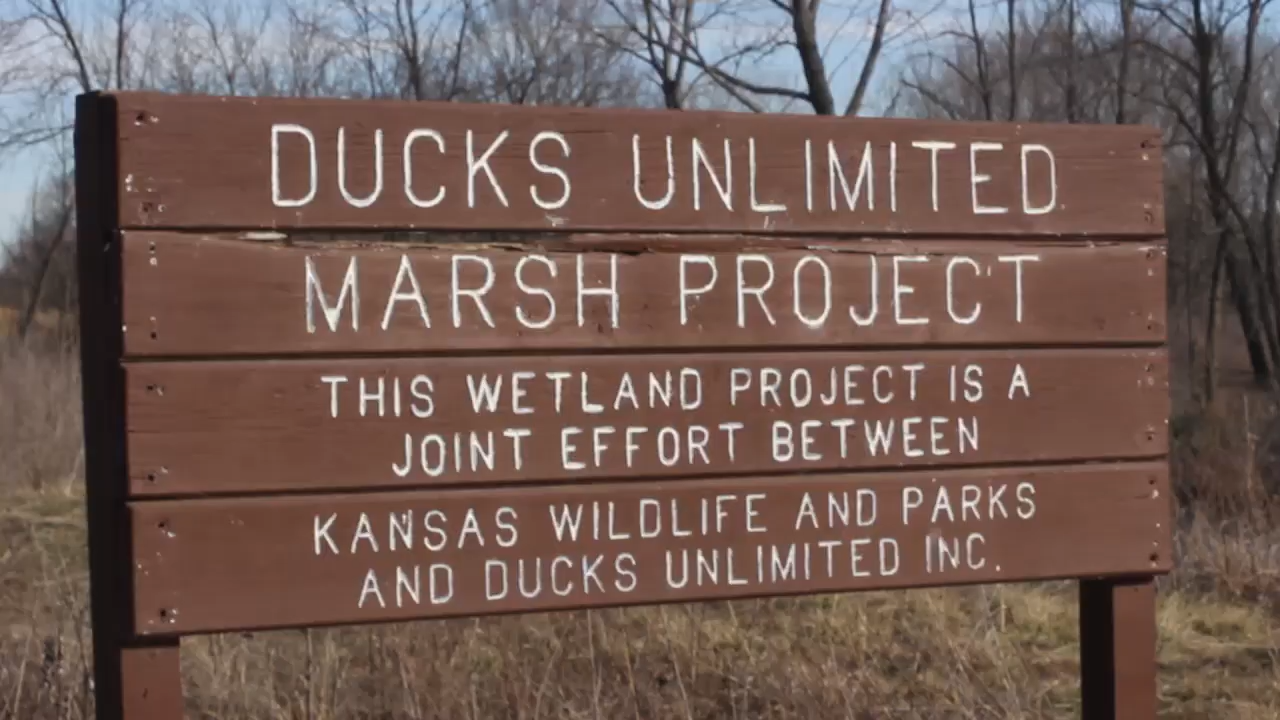 DUCKS UNLIMITED
MARSH PROJECT
THIS WETLAND PROJECT IS A
JOINT EFFORT BETWEEN
KANSAS WILDLIFE AND PARKS
AND DUCKS UNLIMITED INC.